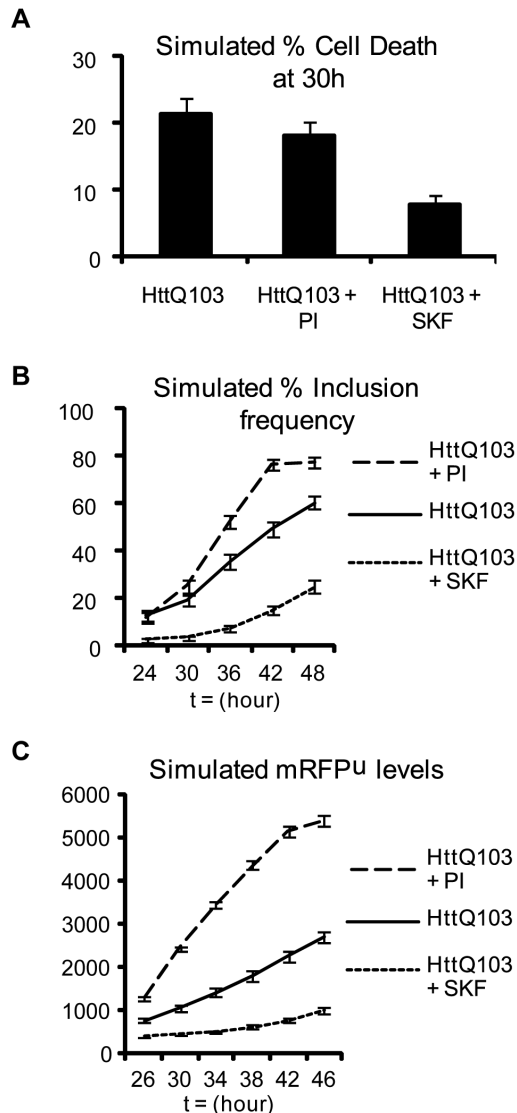 A
Simulated % Cell Death
at 30h
30
20
10
0
HttQ103
HttQ103 +
PI
HttQ103 +
SKF
B
Simulated % Inclusion
frequency
100
80
60
40
20
0
24 30 36 42 48
t = (hour)
HttQ103
+ PI
HttQ103
HttQ103
+ SKF
C
Simulated mRFPu levels
6000
5000
4000
3000
2000
1000
0
26 30 34 38 42 46
t = (hour)
HttQ103
+ PI
HttQ103
HttQ103
+ SKF